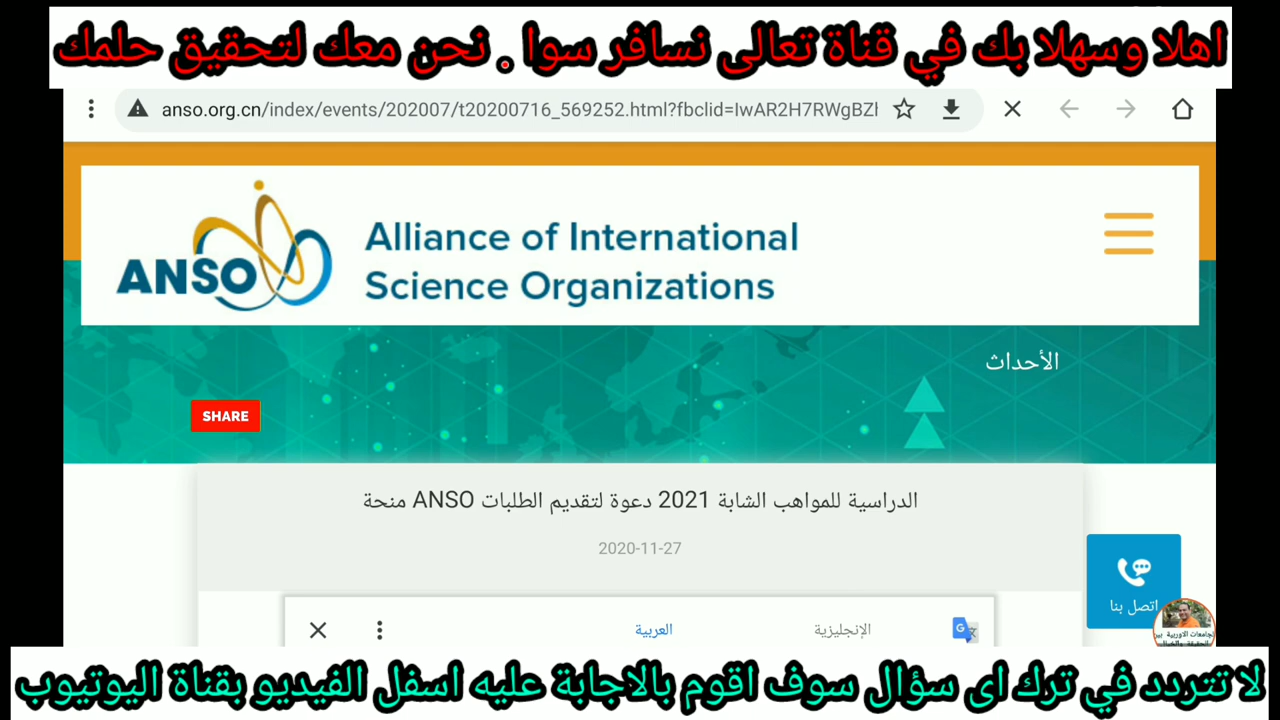 اهلا وسهلا بك في قناة تعالى نسافر سوا . نحن معك لتحقيق حلمك
anso.org.cn/index/events/202007/t20200716_569252.html?fbclid=IwAR2H7RWgBZ
ANSO
Alliance of International
Science Organizations
الأحداث
SHARE
الدراسية للمواهب الشابة 2021 دعوة لتقديم الطلبات ANSO منحة
2020-11-27
اتصل بنا
العربية
الإنجليزية
لا تتردد في ترك اى سؤال سوف اقوم بالاجابة عليه اسفل الفيديو بقناة اليوتيوب